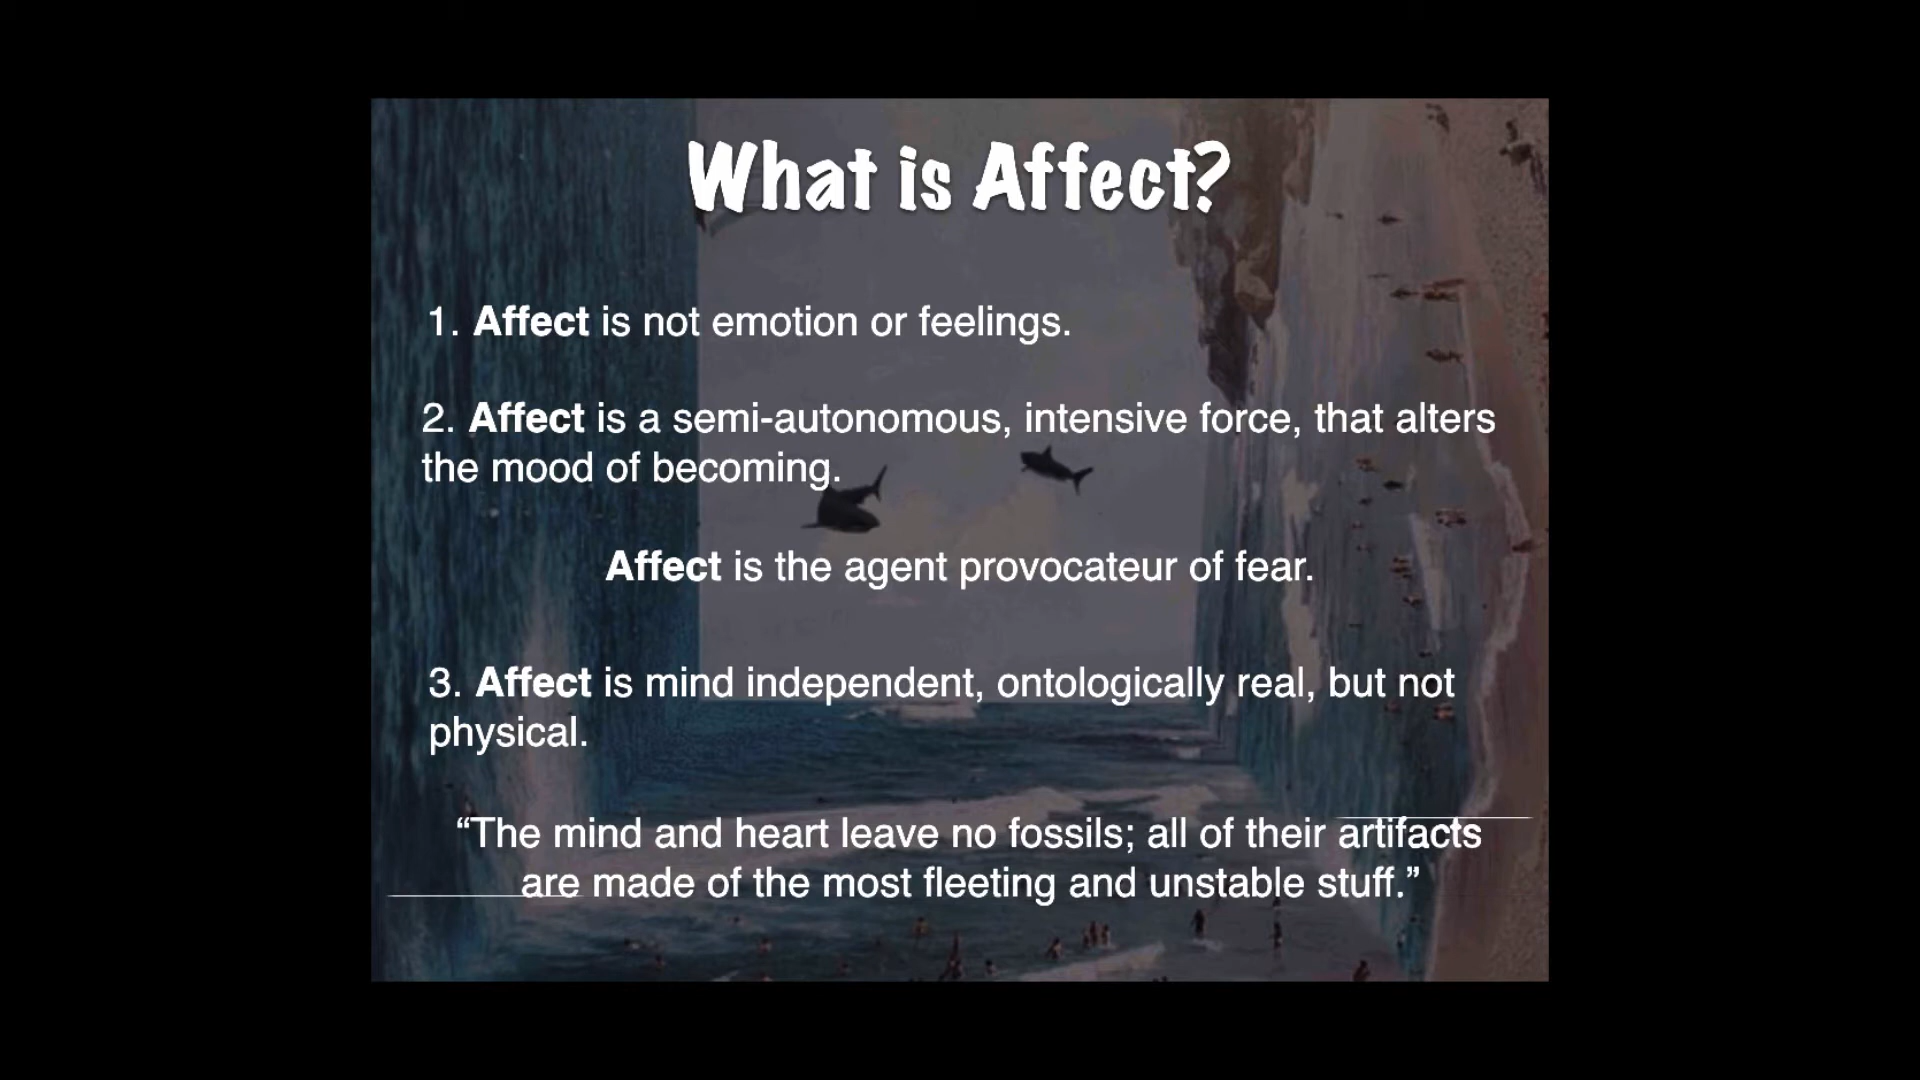 What is Affect?
1. Affect is not emotion or feelings.
2. Affect is a semi-autonomous, intensive force, that alters
the mood of becoming.
Affect is the agent provocateur of fear.
3. Affect is mind independent, ontologically real, but not
physical.
“The mind and heart leave no fossils; all of their artifacts
are made of the most fleeting and unstable stuff.”